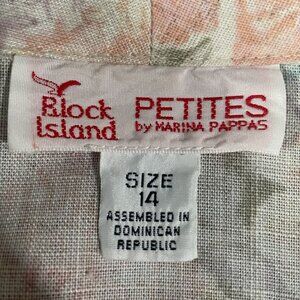 Block
Island
PETITES
by MARINA PAPPAS
SIZE
14
ASSEMBLED IN
DOMINICAN
REPUBLIC